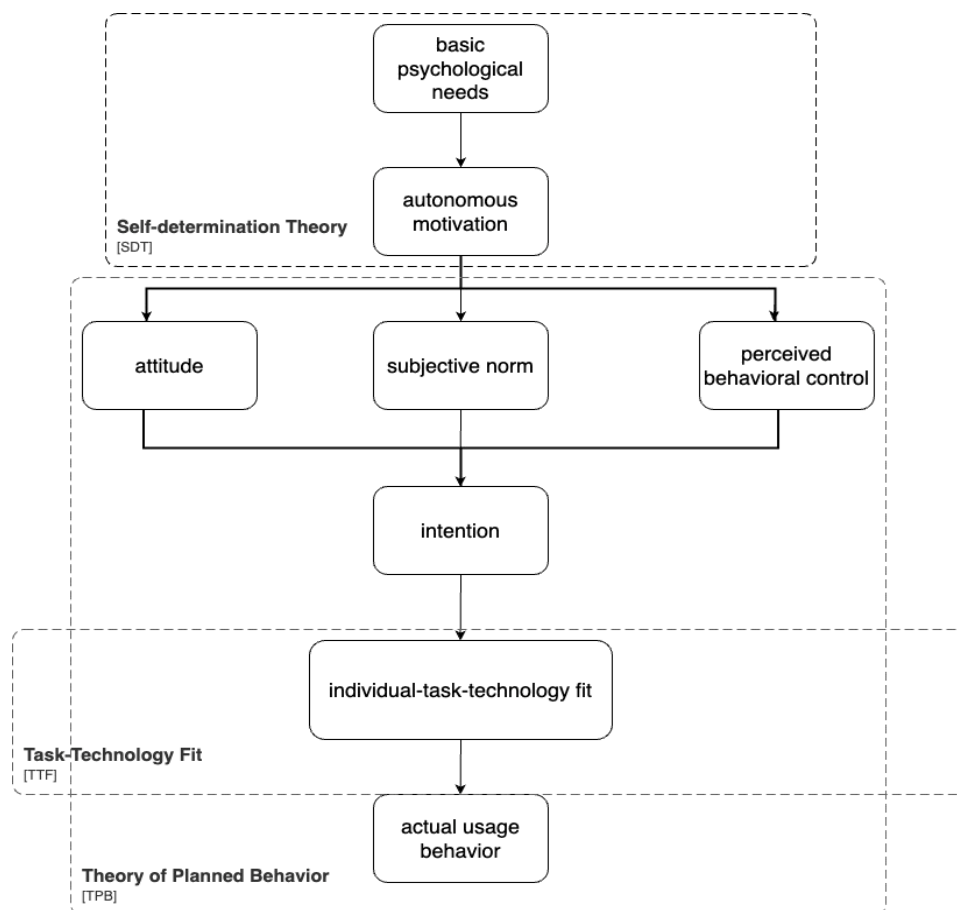 basic
psychological
needs
autonomous
motivation
Self-determination Theory
[SDT]
attitude
subjective norm
perceived
behavioral control
intention
individual-task-technology fit
Task-Technology Fit
[TTF]
actual usage
behavior
Theory of Planned Behavior
[TPB]